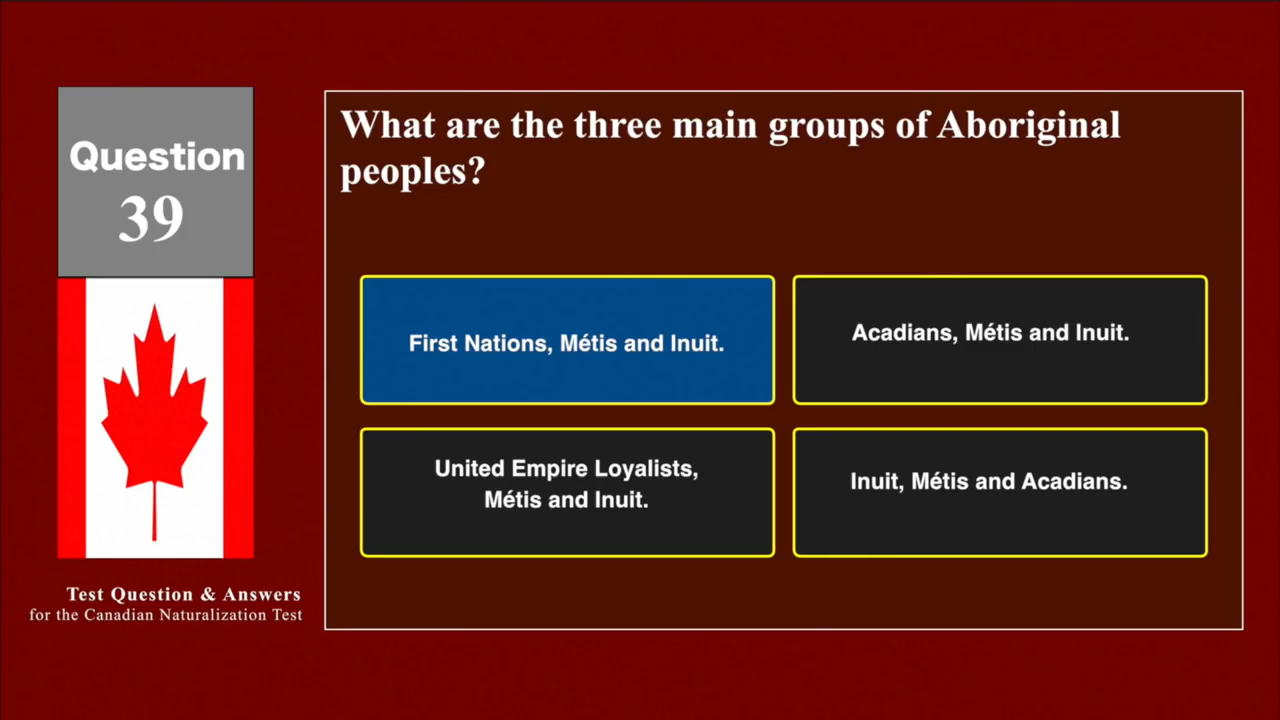 Question
39
What are the three main groups of Aboriginal
peoples?
First Nations, Métis and Inuit.
Acadians, Métis and Inuit.
United Empire Loyalists,
Métis and Inuit.
Inuit, Métis and Acadians.
Test Question & Answers
for the Canadian Naturalization Test